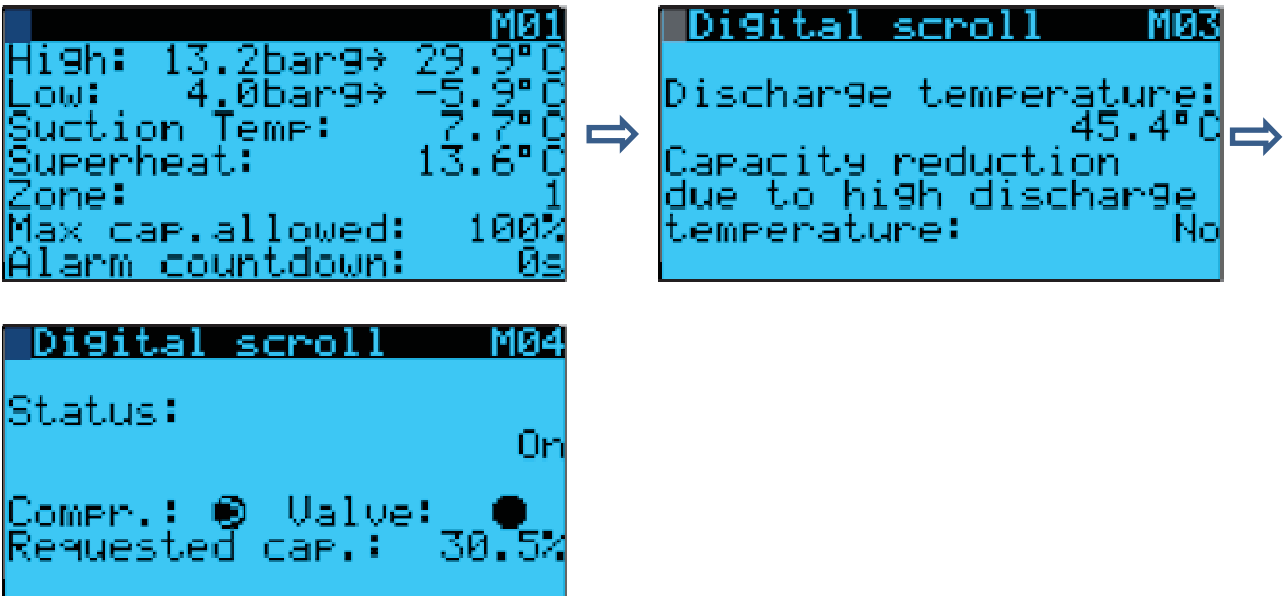 M01
High: 13.2barg→ 29.9°C
Low: 4.0barg→ -5.9°C
Suction Temp: 7.7°C
Superheat: 13.6°C
Zone: 1
Max cap.allowed: 100%
Alarm countdown: 0s
Digital scroll M03
Discharge temperature:
45.4°C
Capacity reduction
due to high discharge
temperature: No
Digital scroll M04
Status:
On
Compr.: Valve:
Requested cap.: 30.5%